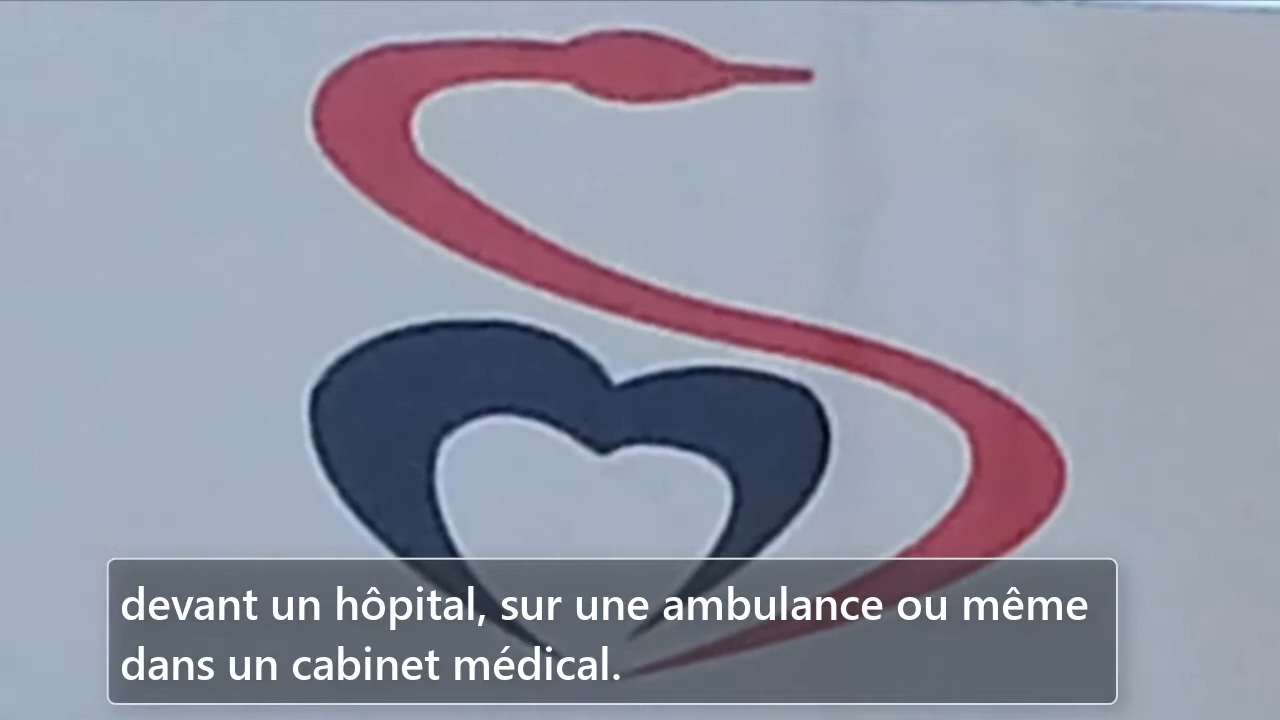 devant un hôpital, sur une ambulance ou même
dans un cabinet médical.